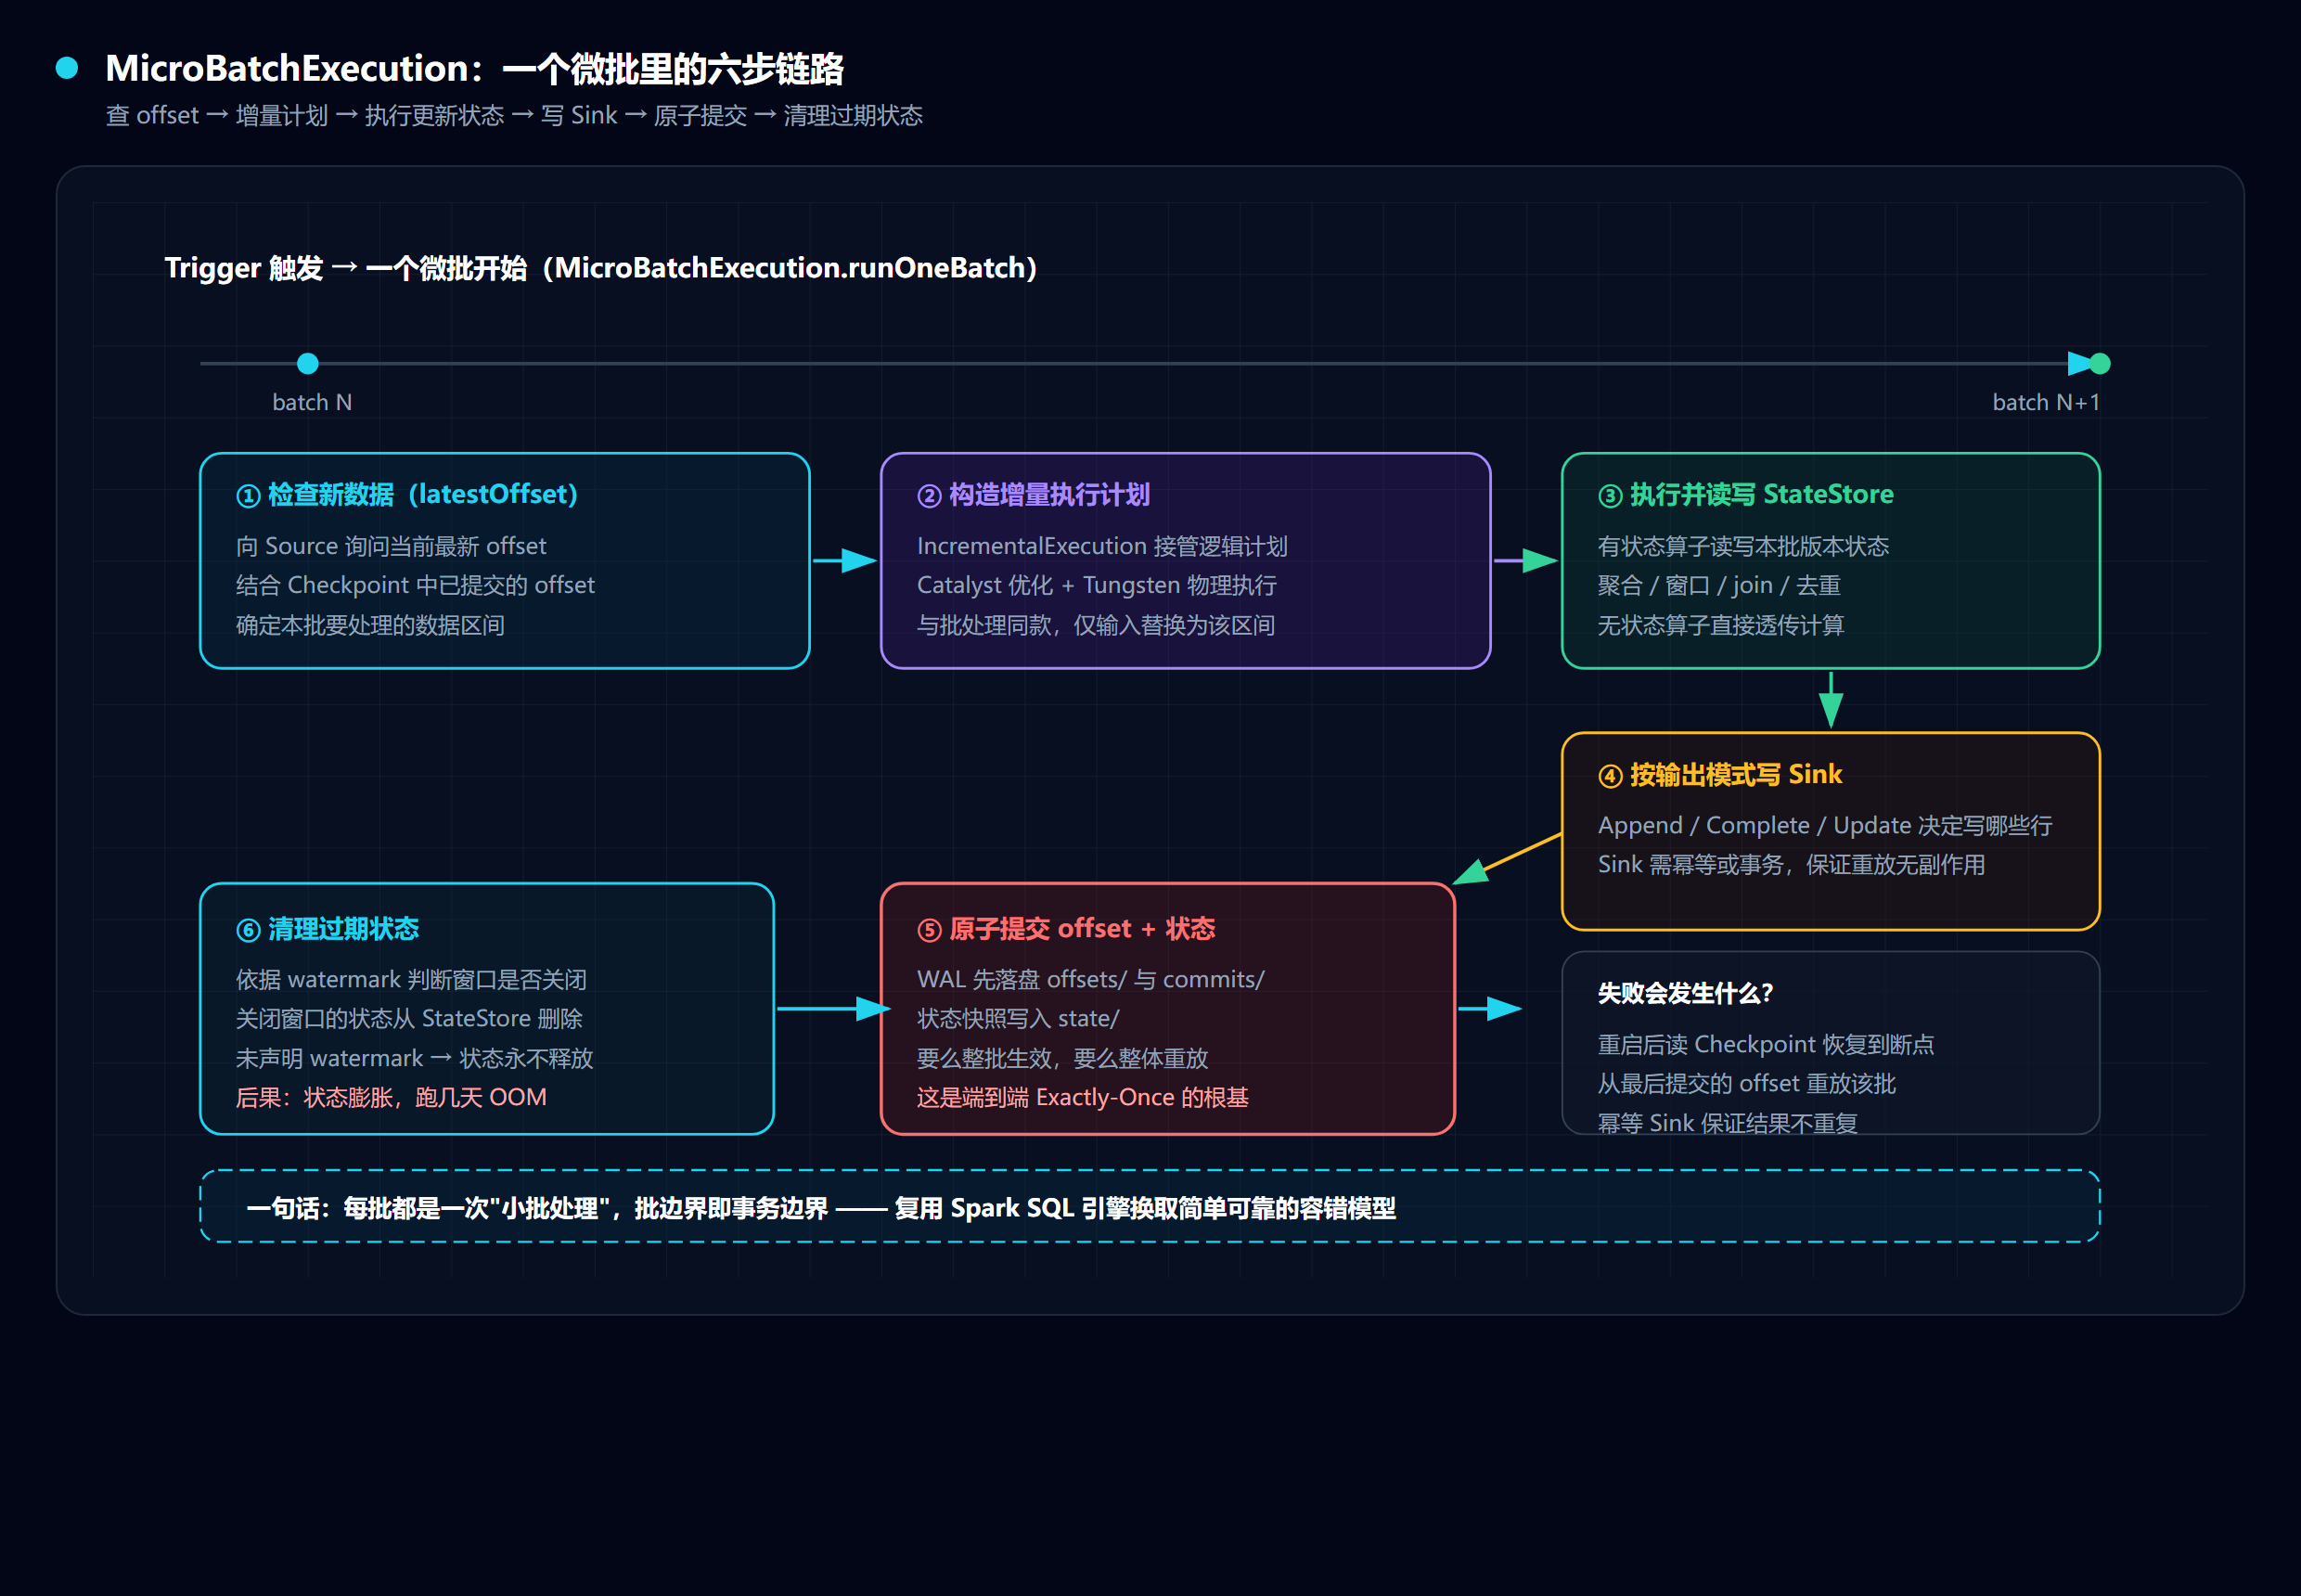 MicroBatchExecution：一个微批里的六步链路
查 offset → 增量计划 → 执行更新状态 → 写 Sink → 原子提交 → 清理过期状态
Trigger 触发 → 一个微批开始（MicroBatchExecution.runOneBatch）
batch N
batch N+1
① 检查新数据（latestOffset）
向 Source 询问当前最新 offset
结合 Checkpoint 中已提交的 offset
确定本批要处理的数据区间
② 构造增量执行计划
IncrementalExecution 接管逻辑计划
Catalyst 优化 + Tungsten 物理执行
与批处理同款，仅输入替换为该区间
③ 执行并读写 StateStore
有状态算子读写本批版本状态
聚合 / 窗口 / join / 去重
无状态算子直接透传计算
④ 按输出模式写 Sink
Append / Complete / Update 决定写哪些行
Sink 需幂等或事务，保证重放无副作用
⑥ 清理过期状态
依据 watermark 判断窗口是否关闭
关闭窗口的状态从 StateStore 删除
未声明 watermark → 状态永不释放
后果：状态膨胀，跑几天 OOM
⑤ 原子提交 offset + 状态
WAL 先落盘 offsets/ 与 commits/
状态快照写入 state/
要么整批生效，要么整体重放
这是端到端 Exactly-Once 的根基
失败会发生什么？
重启后读 Checkpoint 恢复到断点
从最后提交的 offset 重放该批
幂等 Sink 保证结果不重复
一句话：每批都是一次"小批处理"，批边界即事务边界 —— 复用 Spark SQL 引擎换取简单可靠的容错模型